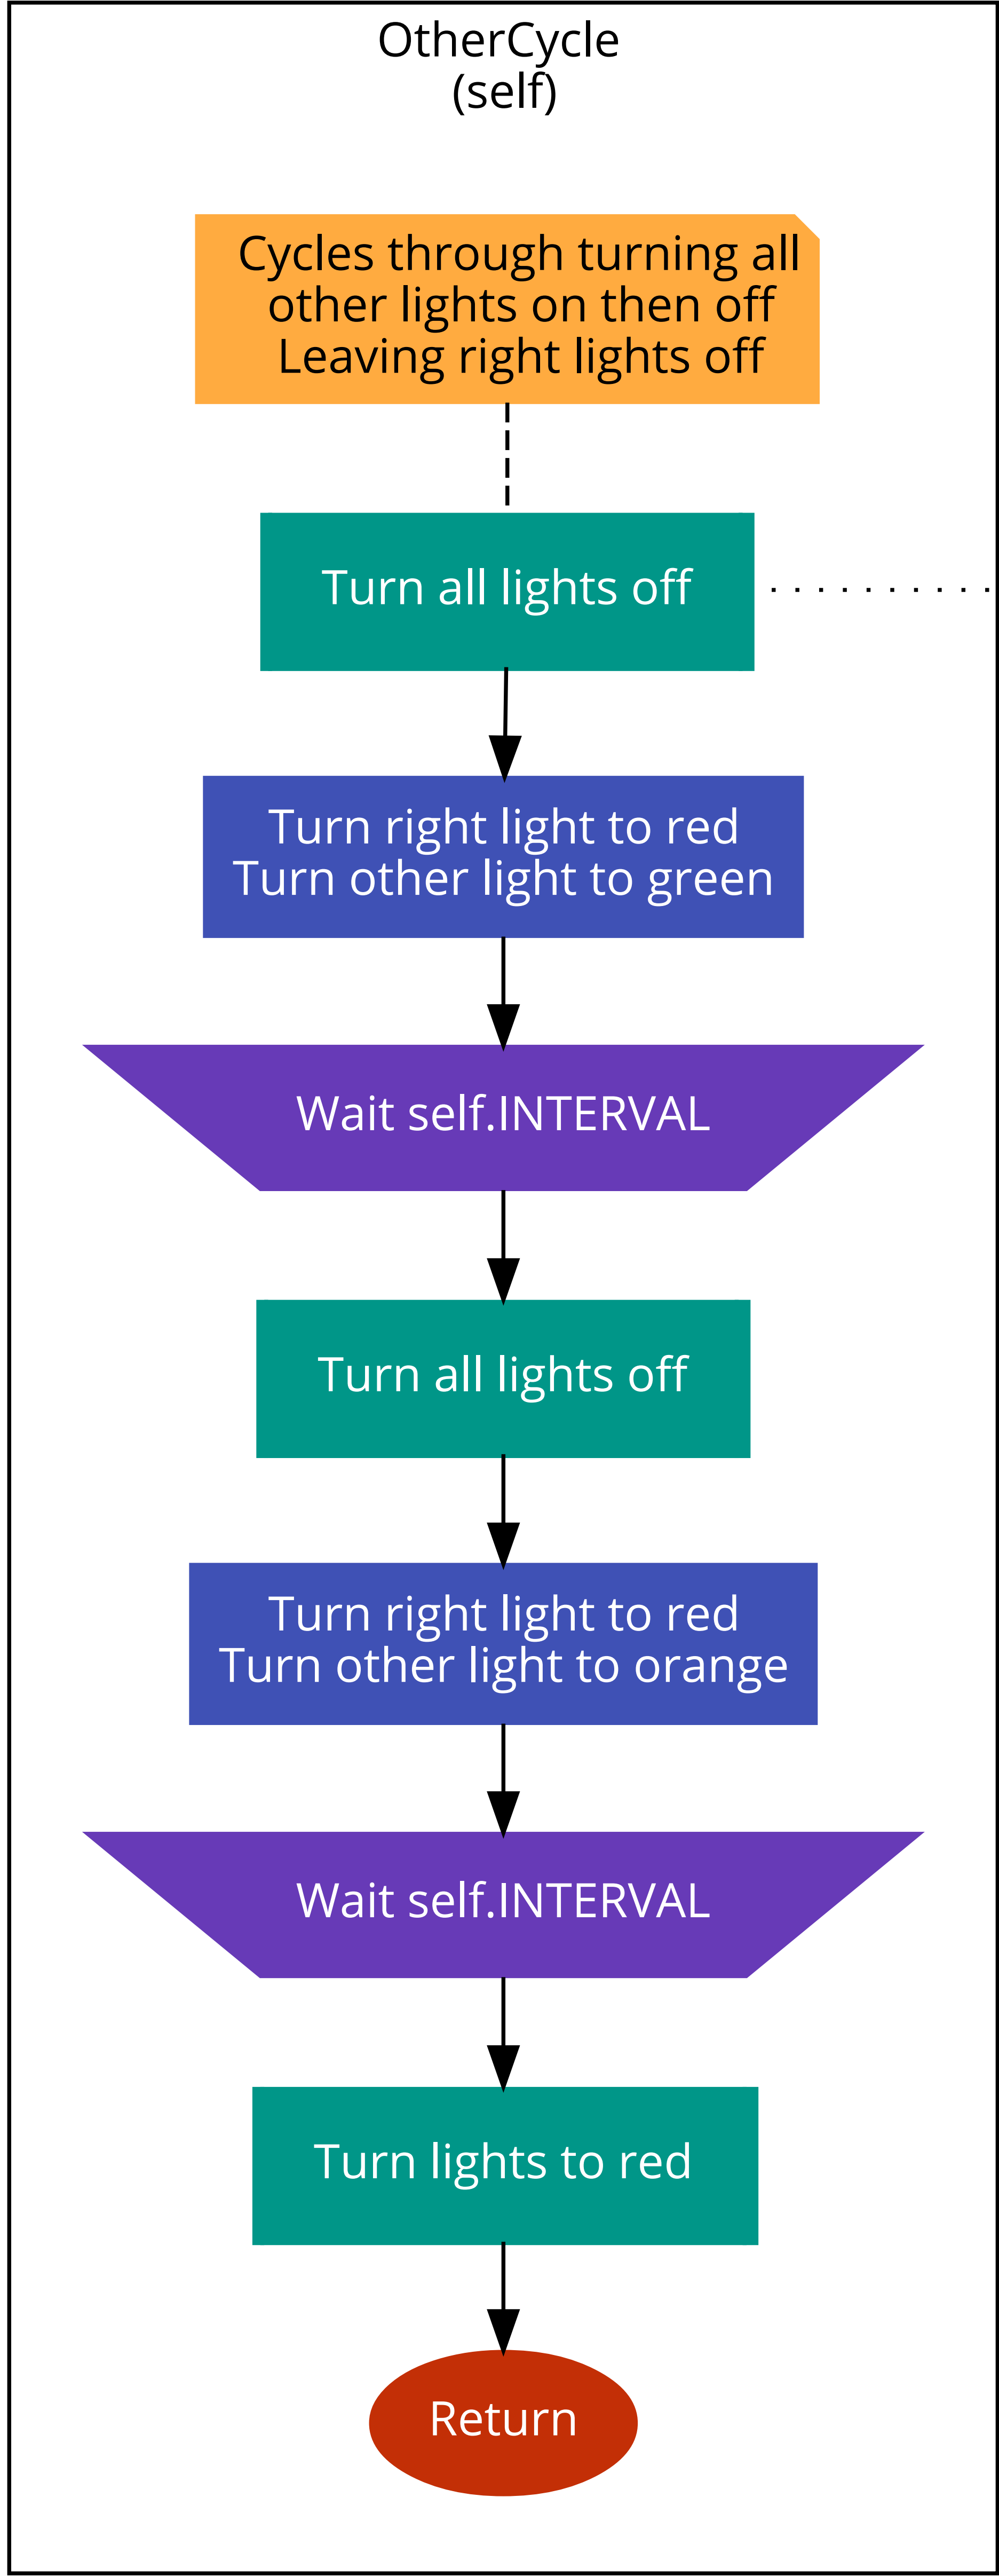 OtherCycle
(self)
Cycles through turning all
other lights on then off
Leaving right lights off
Turn all lights off
Turn right light to red
Turn other light to green
Wait self.INTERVAL
Turn all lights off
Turn right light to red
Turn other light to orange
Wait self.INTERVAL
Turn lights to red
Return